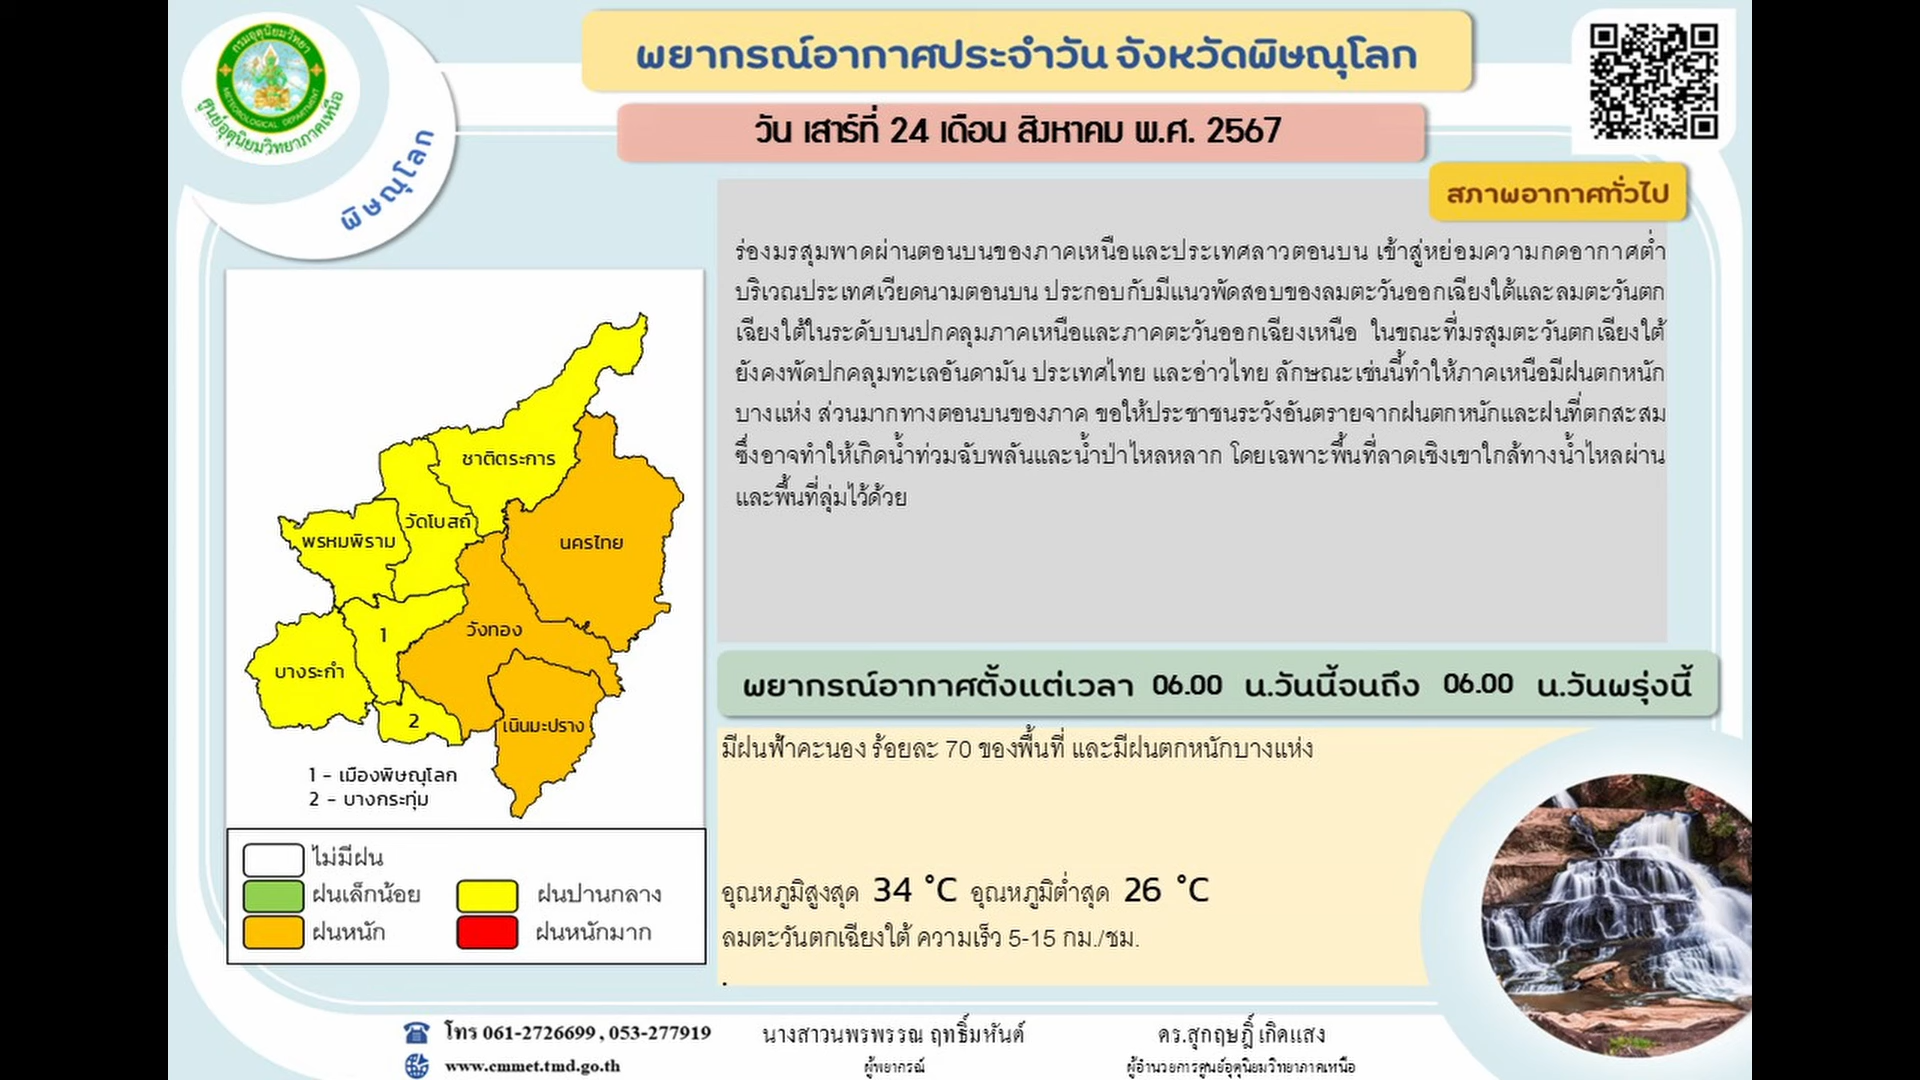 กรมอุตุนิยมวิทยา
METEOROLOGICAL DEPARTMENT
ศูนย์อุตุนิยมวิทยาภาคเหนือ
พิษณุโลก
พยากรณ์อากาศประจำวัน จังหวัดพิษณุโลก
วัน เสาร์ที่ 24 เดือน สิงหาคม พ.ศ. 2567
สภาพอากาศทั่วไป
ร่องมรสุมพาดผ่านตอนบนของภาคเหนือและประเทศลาวตอนบน เข้าสู่หย่อมความกดอากาศต่ำ
บริเวณประเทศเวียดนามตอนบน ประกอบกับมีแนวพัดสอบของลมตะวันออกเฉียงใต้และลมตะวันตก
เฉียงใต้ในระดับบนปกคลุมภาคเหนือและภาคตะวันออกเฉียงเหนือ ในขณะที่มรสุมตะวันตกเฉียงใต้
ยังคงพัดปกคลุมทะเลอันดามัน ประเทศไทย และอ่าวไทย ลักษณะเช่นนี้ทำให้ภาคเหนือมีฝนตกหนัก
บางแห่ง ส่วนมากทางตอนบนของภาค ขอให้ประชาชนระวังอันตรายจากฝนตกหนักและฝนที่ตกสะสม
ซึ่งอาจทำให้เกิดน้ำท่วมฉับพลันและน้ำป่าไหลหลาก โดยเฉพาะพื้นที่ลาดเชิงเขาใกล้ทางน้ำไหลผ่าน
และพื้นที่ลุ่มไว้ด้วย
ชาติตระการ
วัดโบสถ์
พรหมพิราม
นครไทย
วังทอง
1
บางระกำ
2
เนินมะปราง
1 - เมืองพิษณุโลก
2 - บางกระทุ่ม
ไม่มีฝน
ฝนเล็กน้อย
ฝนปานกลาง
ฝนหนัก
ฝนหนักมาก
พยากรณ์อากาศตั้งแต่เวลา 06.00 น.วันนี้จนถึง 06.00 น.วันพรุ่งนี้
มีฝนฟ้าคะนอง ร้อยละ 70 ของพื้นที่ และมีฝนตกหนักบางแห่ง
อุณหภูมิสูงสุด 34 °C อุณหภูมิต่ำสุด 26 °C
ลมตะวันตกเฉียงใต้ ความเร็ว 5-15 กม./ชม.
.
โทร 061-2726699 , 053-277919
www.cmmet.tmd.go.th
นางสาวนพรพรรณ ฤทธิ์มหันต์
ผู้พยากรณ์
ดร.สุกฤษฎิ์ เกิดแสง
ผู้อำนวยการศูนย์อุตุนิยมวิทยาภาคเหนือ